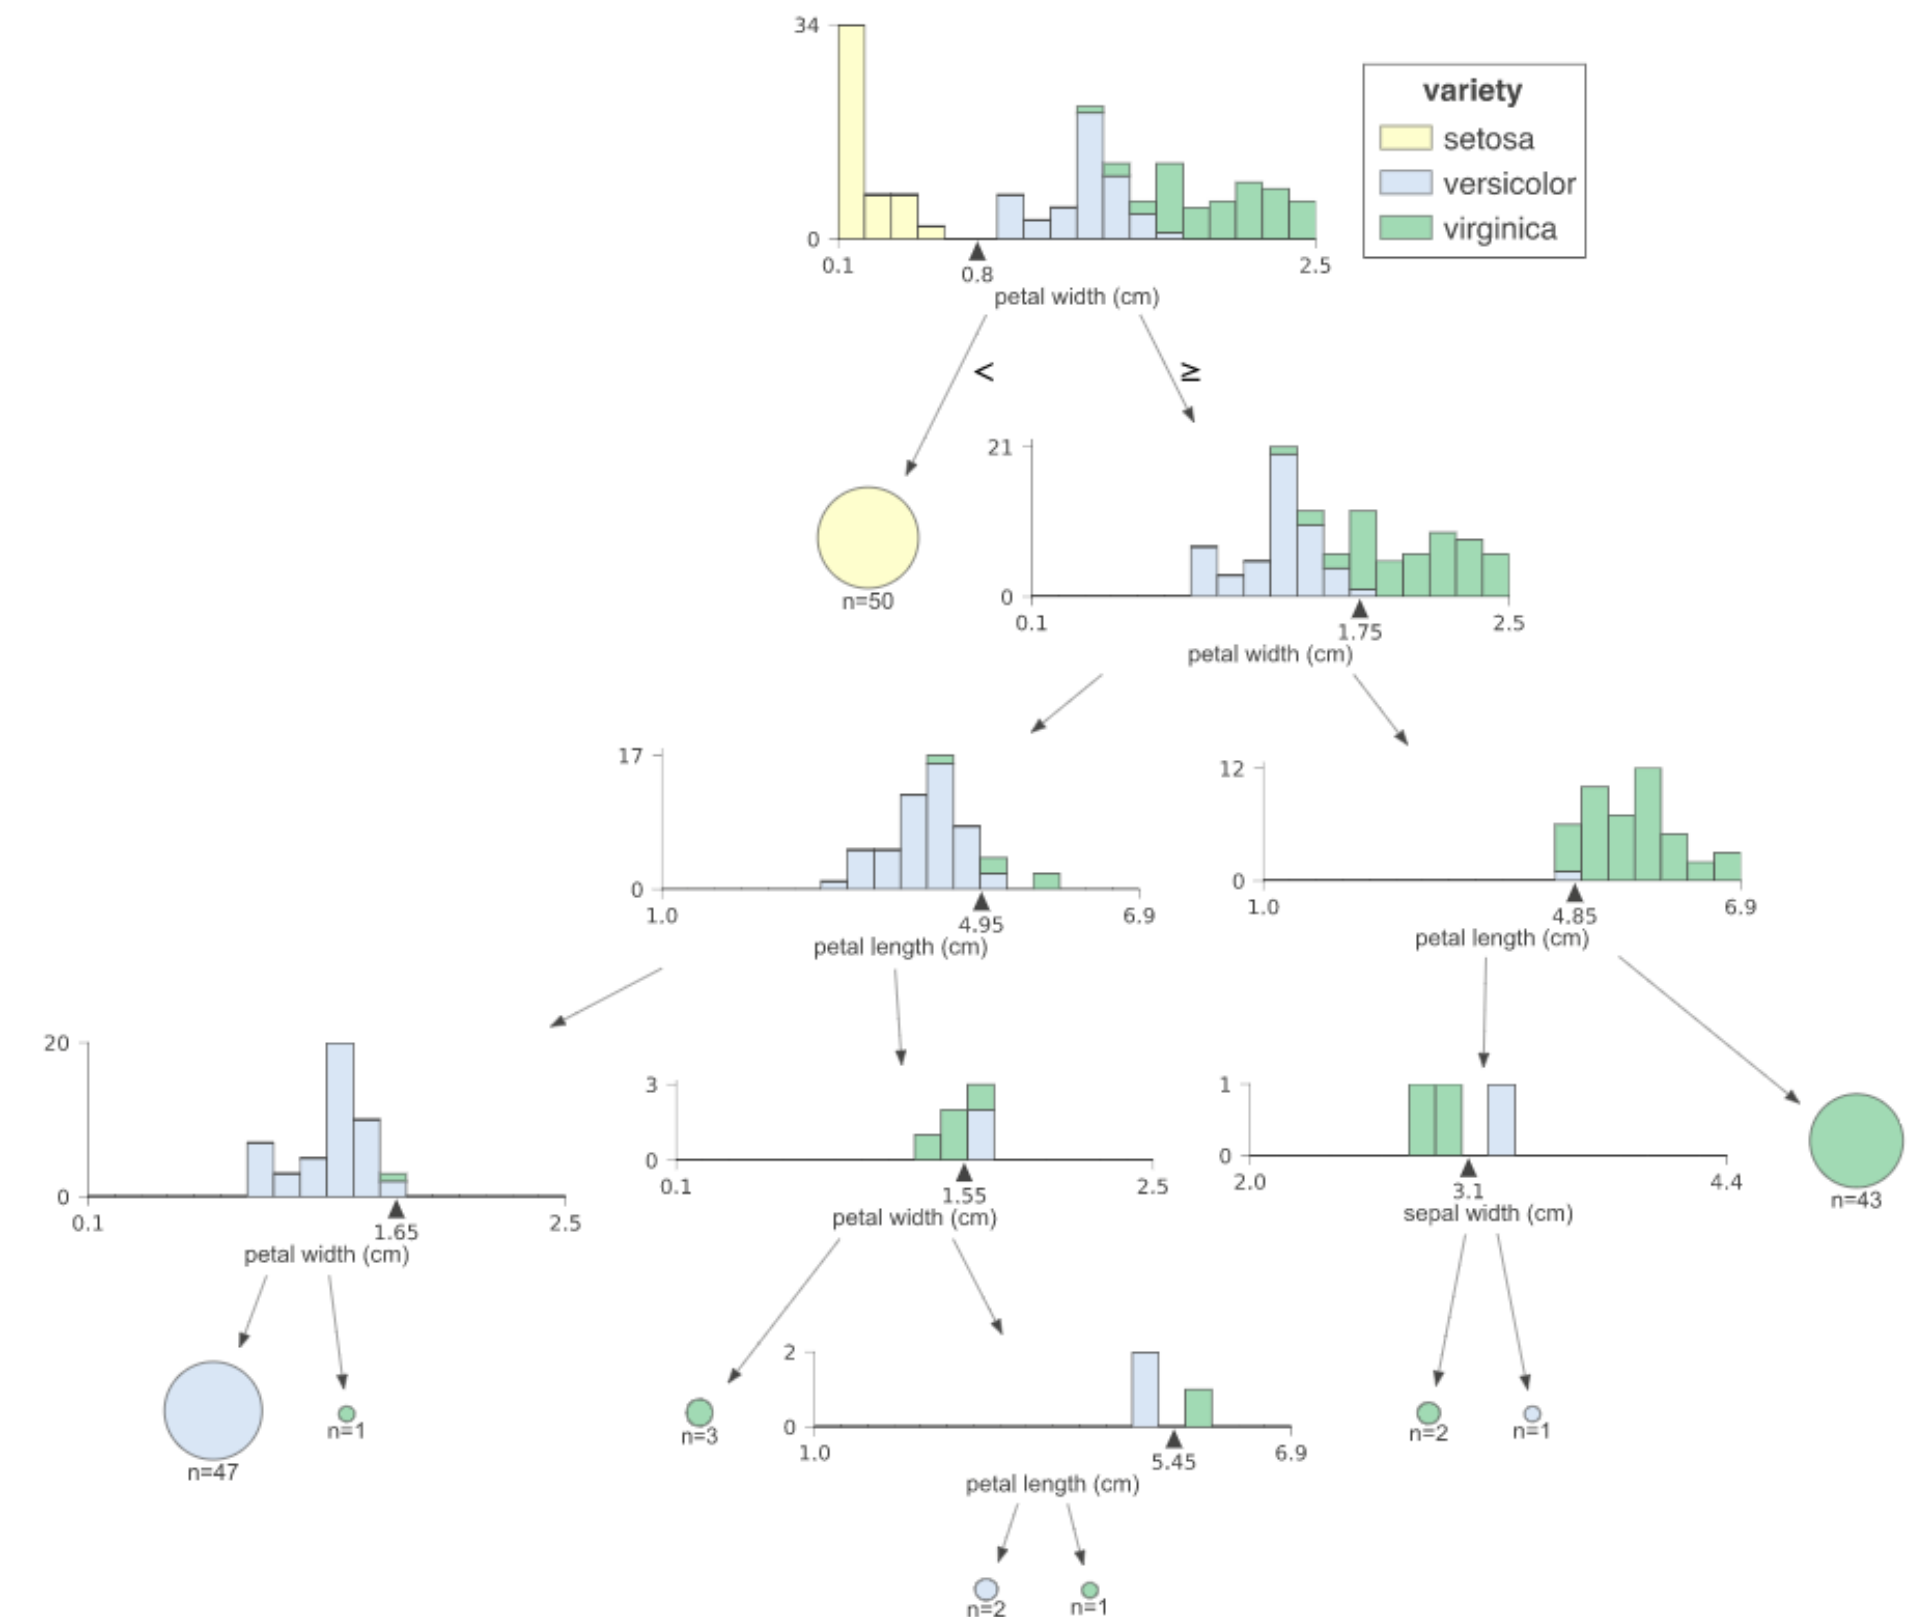 34
0
0.1
0.8
2.5
petal width (cm)
variety
setosa
versicolor
virginica
<
≥
n=50
21
0
0.1
1.75
2.5
petal width (cm)
17
0
1.0
4.95
6.9
petal length (cm)
12
0
1.0
4.85
6.9
petal length (cm)
20
0
0.1
1.65
2.5
petal width (cm)
3
0
0.1
1.55
2.5
petal width (cm)
1
0
2.0
3.1
4.4
sepal width (cm)
n=43
n=47
n=1
n=3
2
0
1.0
5.45
6.9
petal length (cm)
n=2
n=1
n=2
n=1